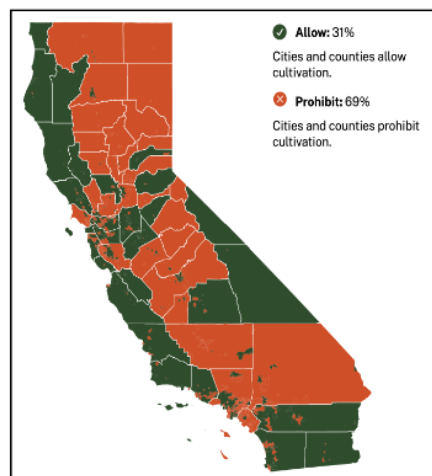 Allow: 31%
Cities and counties allow
cultivation.
Prohibit: 69%
Cities and counties prohibit
cultivation.